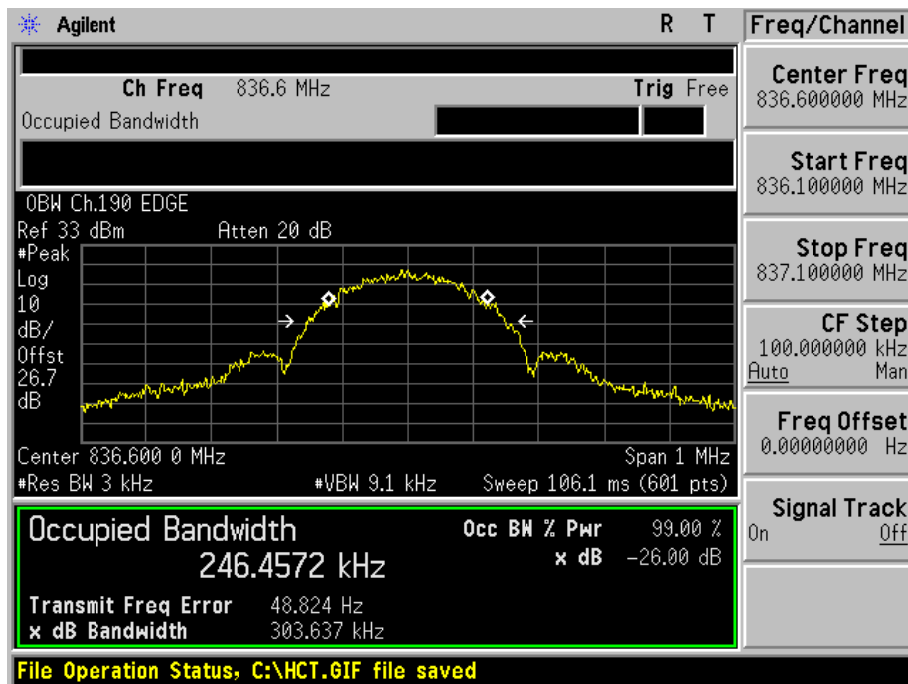 Agilent R T Freq/Channel
Ch Freq 836.6 MHz Trig Free
Occupied Bandwidth
OBW Ch.190 EDGE
Ref 33 dBm Atten 20 dB
#Peak
Log
10
dB/
Offst
26.7
dB
Center 836.600 0 MHz Span 1 MHz
#Res BW 3 kHz #VBW 9.1 kHz Sweep 106.1 ms (601 pts)
Occupied Bandwidth Occ BW % Pwr 99.00 %
246.4572 kHz x dB -26.00 dB
Transmit Freq Error 48.824 Hz
x dB Bandwidth 303.637 kHz
File Operation Status, C:\HCT.GIF file saved
Center Freq
836.600000 MHz
Start Freq
836.100000 MHz
Stop Freq
837.100000 MHz
CF Step
100.000000 kHz
Auto Man
Freq Offset
0.00000000 Hz
Signal Track
On Off